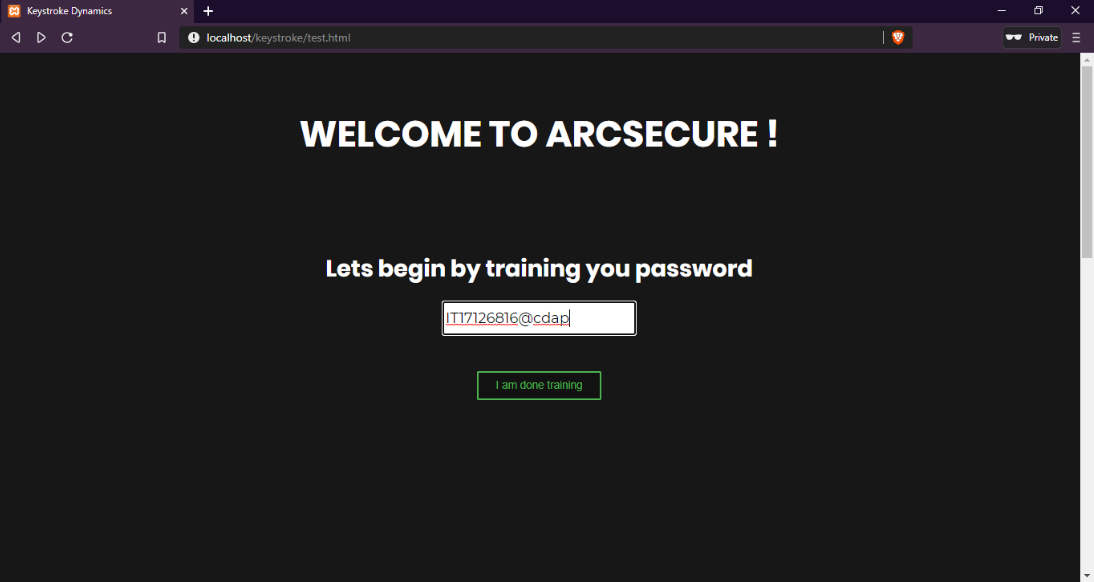 Keystroke Dynamics
localhost/keystroke/test.html
Private
WELCOME TO ARCSECURE !
Lets begin by training you password
IT17126816@cdap
I am done training